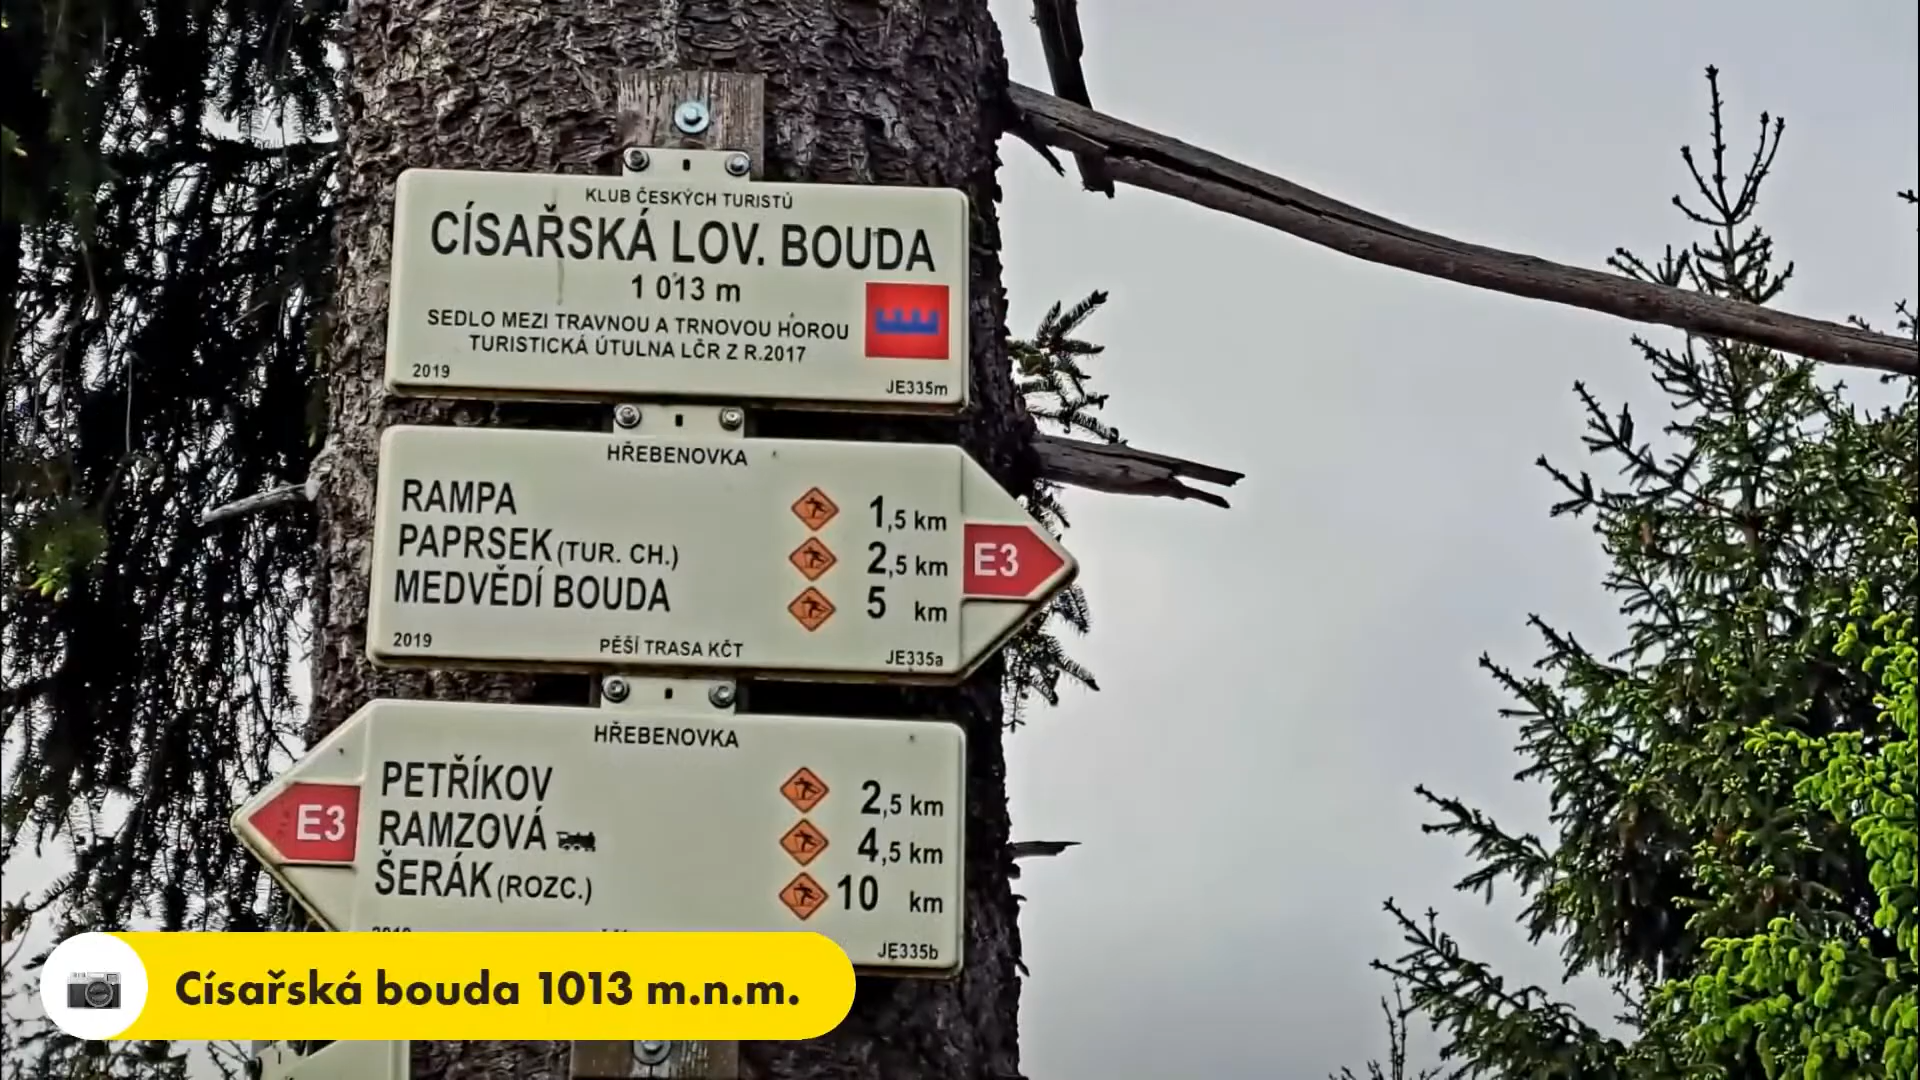 KLUB ČESKÝCH TURISTŮ
CÍSAŘSKÁ LOV. BOUDA
1 013 m
SEDLO MEZI TRAVNOU A TRNOVOU HOROU
TURISTICKÁ ÚTULNA LČR Z R.2017
2019 JE335m
HŘEBENOVKA
RAMPA 1,5 km
PAPRSEK (TUR. CH.) 2,5 km
MEDVĚDÍ BOUDA 5 km
E3
2019 PĚŠÍ TRASA KČT JE335a
HŘEBENOVKA
PETŘÍKOV 2,5 km
E3
RAMZOVÁ 4,5 km
ŠERÁK (ROZC.) 10 km
JE335b
Císařská bouda 1013 m.n.m.